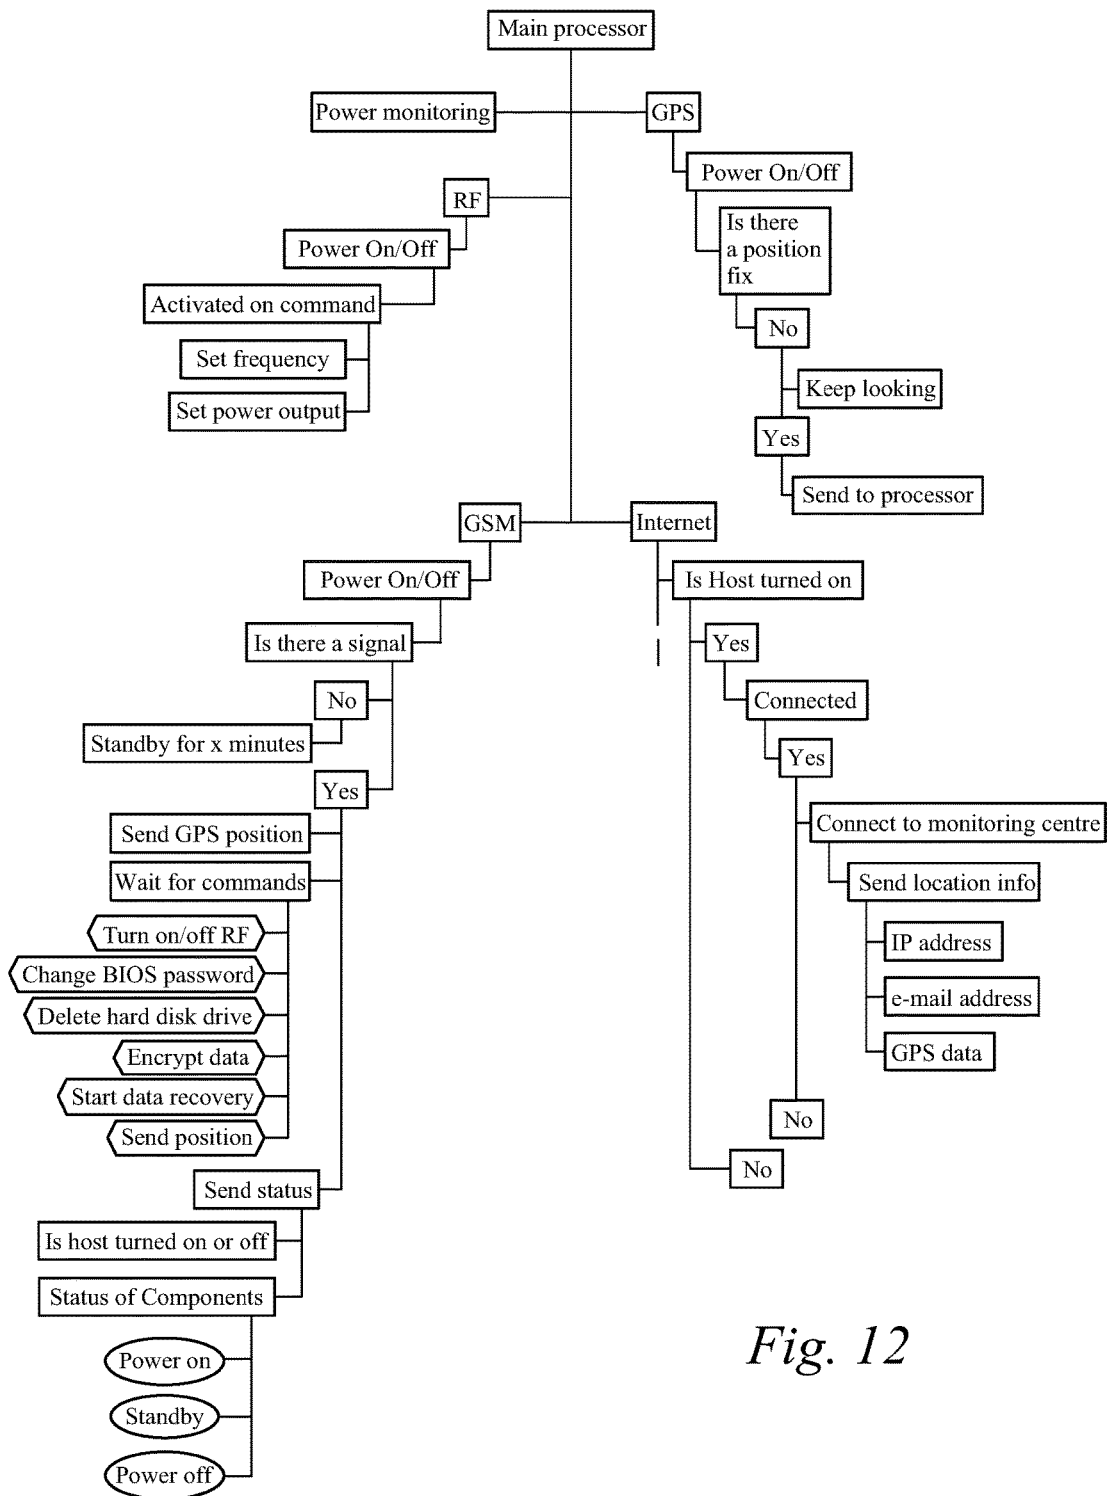 Main processor
Power monitoring
GPS
Power On/Off
Is there
a position
fix
No
Keep looking
Yes
Send to processor
RF
Power On/Off
Activated on command
Set frequency
Set power output
GSM
Power On/Off
Is there a signal
No
Standby for x minutes
Yes
Send GPS position
Wait for commands
Turn on/off RF
Change BIOS password
Delete hard disk drive
Encrypt data
Start data recovery
Send position
Send status
Is host turned on or off
Status of Components
Power on
Standby
Power off
Internet
Is Host turned on
Yes
Connected
Yes
Connect to monitoring centre
Send location info
IP address
e-mail address
GPS data
No
No
Fig. 12